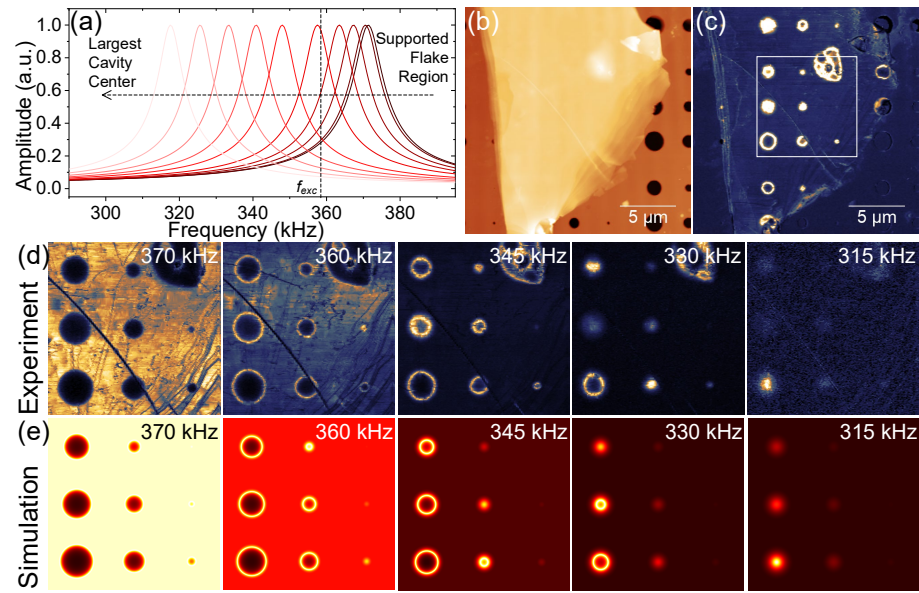 (a)
Amplitude (a.u.)
1.0
0.8
0.6
0.4
0.2
0.0
Largest
Cavity
Center
Supported
Flake
Region
fexc
300 320 340 360 380
Frequency (kHz)
(b)
5 μm
(c)
5 μm
(d)
Experiment
370 kHz
360 kHz
345 kHz
330 kHz
315 kHz
(e)
Simulation
370 kHz
360 kHz
345 kHz
330 kHz
315 kHz